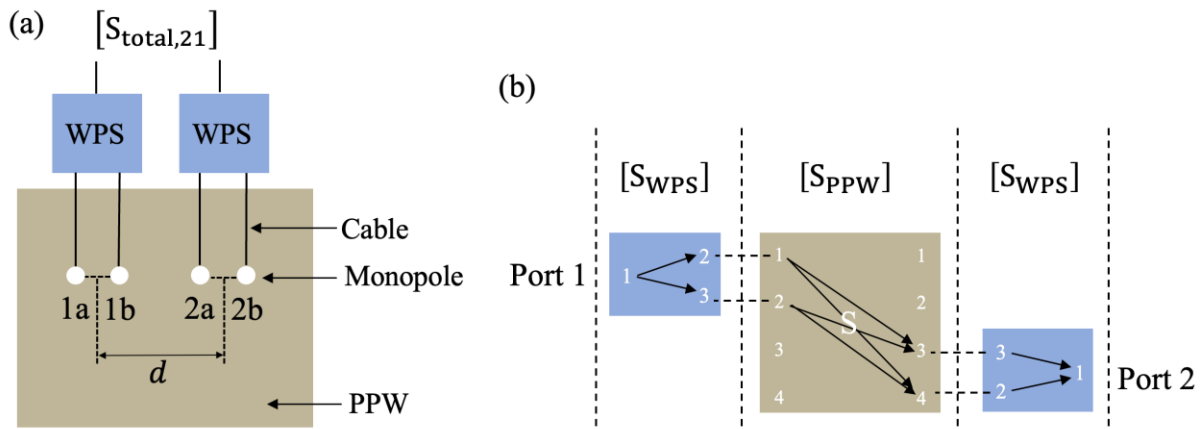 (a)
[S_total,21]
WPS WPS
Cable
Monopole
1a 1b 2a 2b
d
PPW
(b)
[S_WPS] [S_PPW] [S_WPS]
Port 1
1 2 3
1 2 3 4
S
1 2 3 4
3 2 1
Port 2